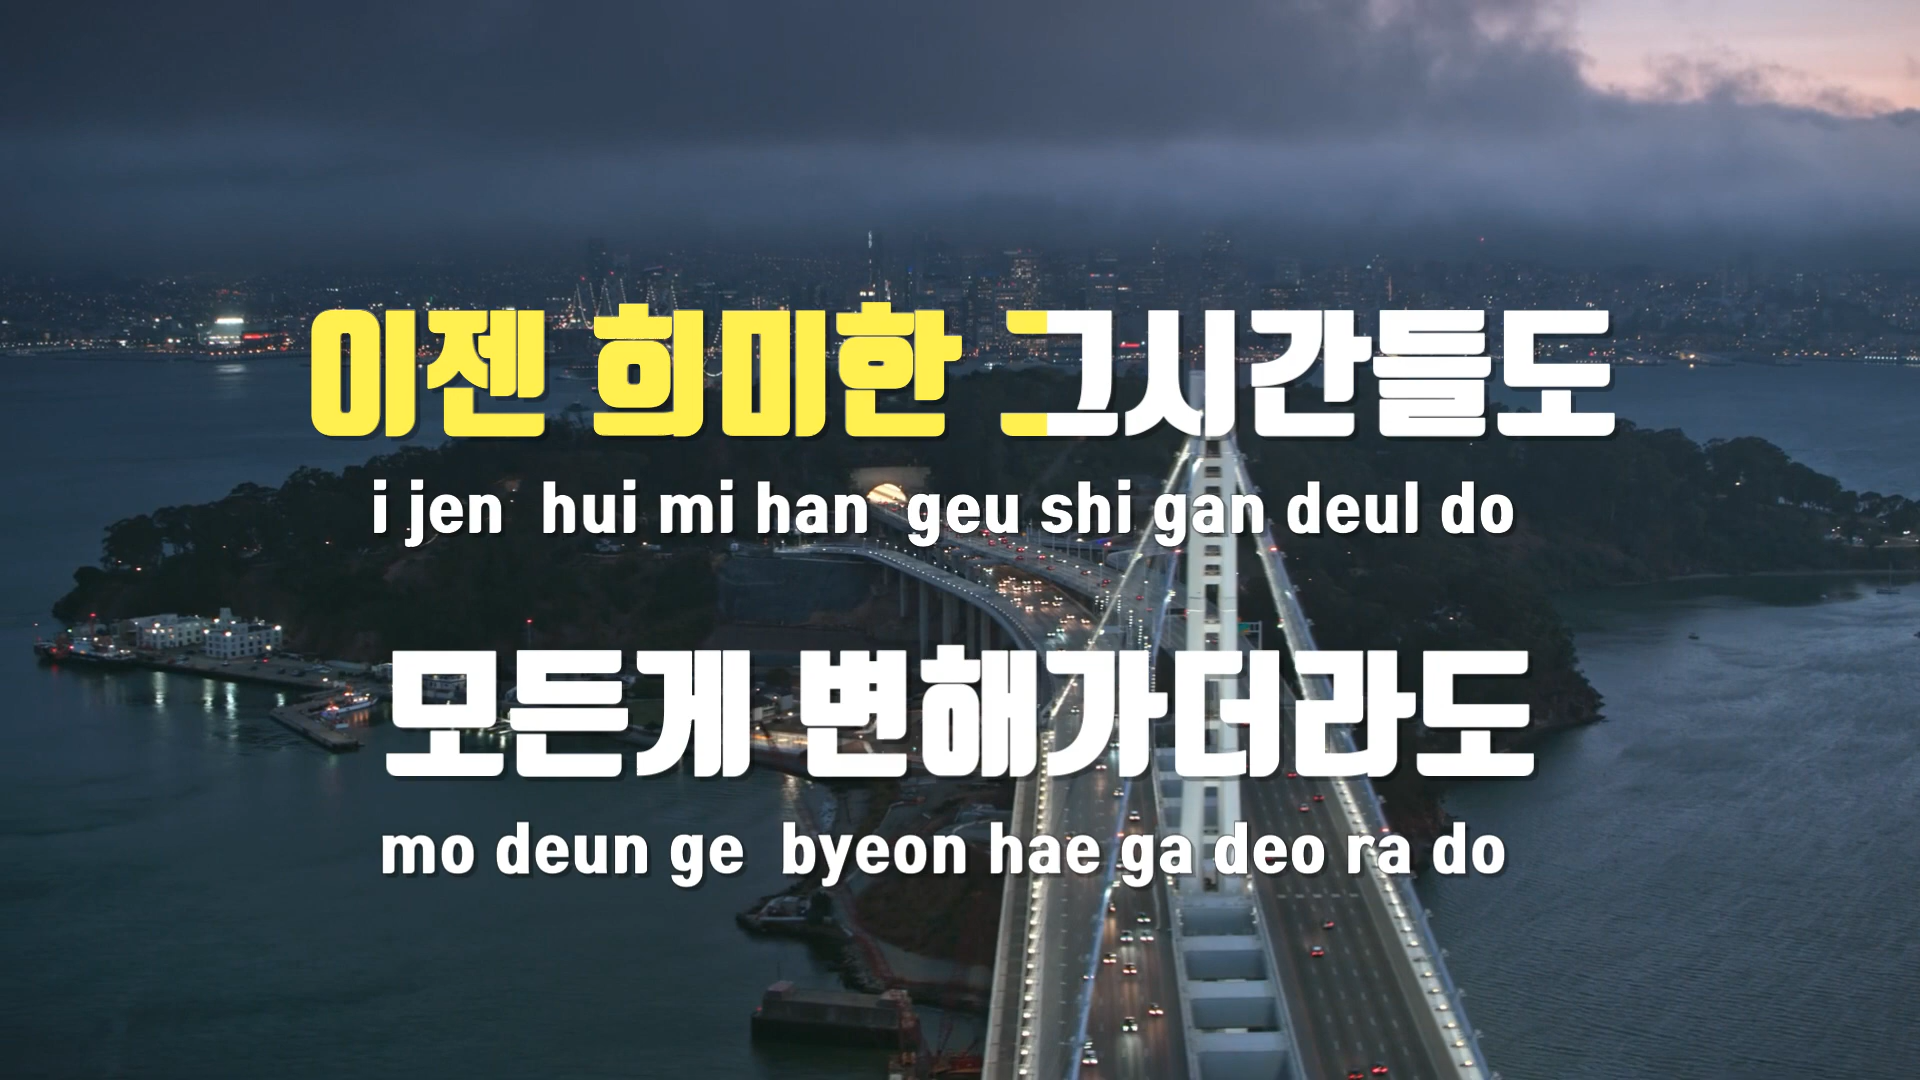 이젠 희미한 그시간들도
i jen hui mi han geu shi gan deul do
모든게 변해가더라도
mo deun ge byeon hae ga deo ra do